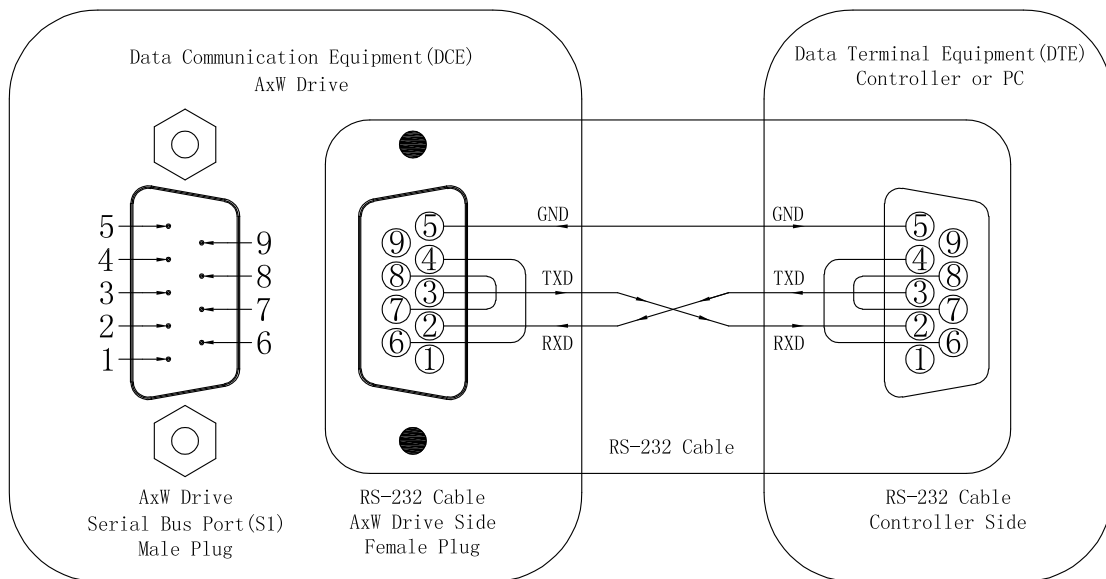 Data Communication Equipment(DCE)
AxW Drive
Data Terminal Equipment(DTE)
Controller or PC
5
4
3
2
1
9
8
7
6
5
4
3
2
1
9
8
7
6
GND
GND
TXD
TXD
RXD
RXD
5
4
3
2
1
9
8
7
6
RS-232 Cable
AxW Drive
Serial Bus Port(S1)
Male Plug
RS-232 Cable
AxW Drive Side
Female Plug
RS-232 Cable
Controller Side